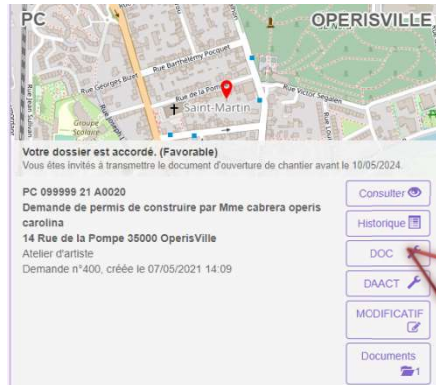 PC OPERISVILLE
Rue Barthélemy Pocquet
Rue Georges Bizet
Rue de la Pom
Rue Victor Segalen
Saint-Martin
Groupe
Scolaire
Votre dossier est accordé. (Favorable)
Vous êtes invités à transmettre le document d'ouverture de chantier avant le 10/05/2024.
PC 099999 21 A0020
Demande de permis de construire par Mme cabrera operis
carolina
14 Rue de la Pompe 35000 OperisVille
Atelier d'artiste
Demande n°400, créée le 07/05/2021 14:09
Consulter
Historique
DOC
DAACT
MODIFICATIF
Documents
1